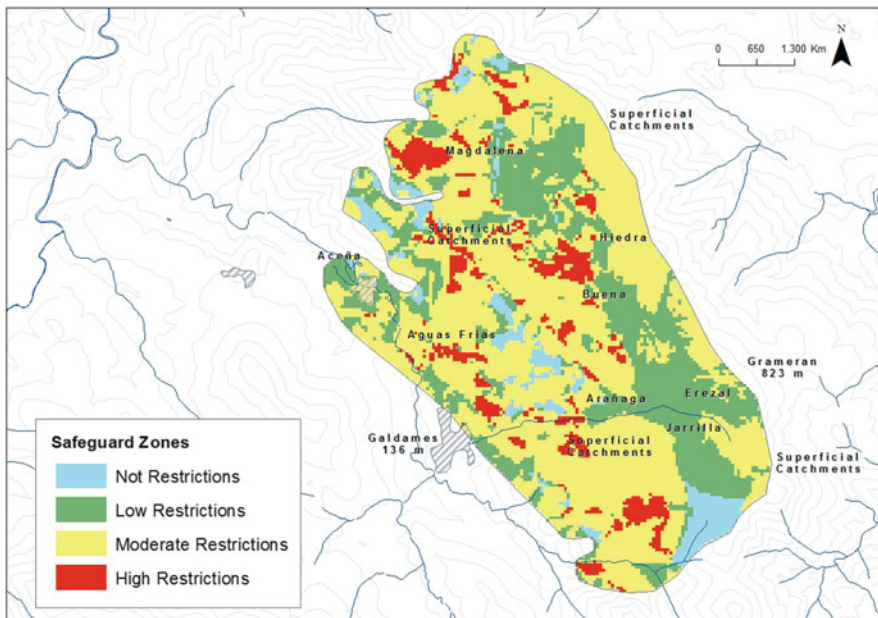 N
0 650 1.300 Km
Superficial
Catchments
Magdalena
Superficial
Catchments
Hiedra
Aceña
Buena
Aguas Frias
Grameran
823 m
Erezal
Arañaga
Jarrilla
Galdames
136 m
Superficial
Catchments
Superficial
Catchments
Safeguard Zones
Not Restrictions
Low Restrictions
Moderate Restrictions
High Restrictions